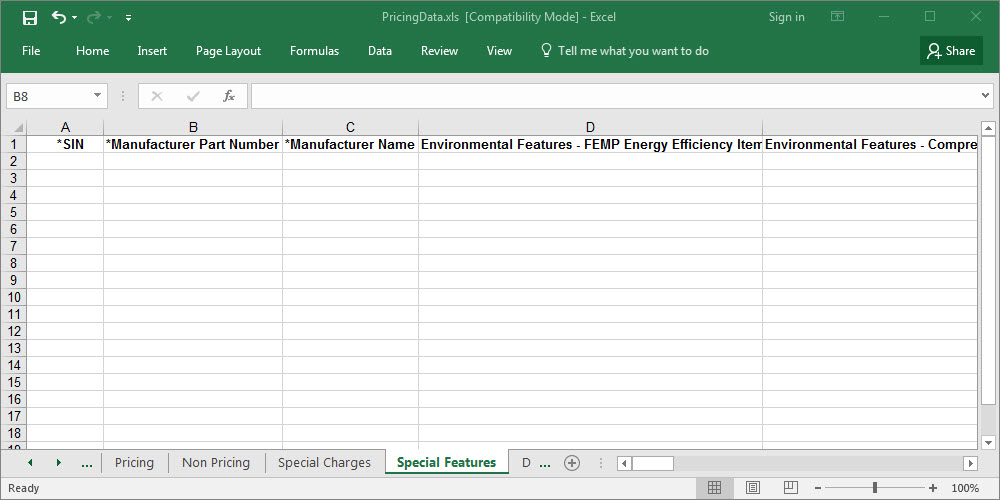 PricingData.xls [Compatibility Mode] - Excel
Sign in
File Home Insert Page Layout Formulas Data Review View Tell me what you want to do Share
B8 fx
A B C D
1 *SIN *Manufacturer Part Number *Manufacturer Name Environmental Features - FEMP Energy Efficiency Item Environmental Features - Compre
2
3
4
5
6
7
8
9
10
11
12
13
14
15
16
17
18
19
... Pricing Non Pricing Special Charges Special Features D ...
Ready 100%